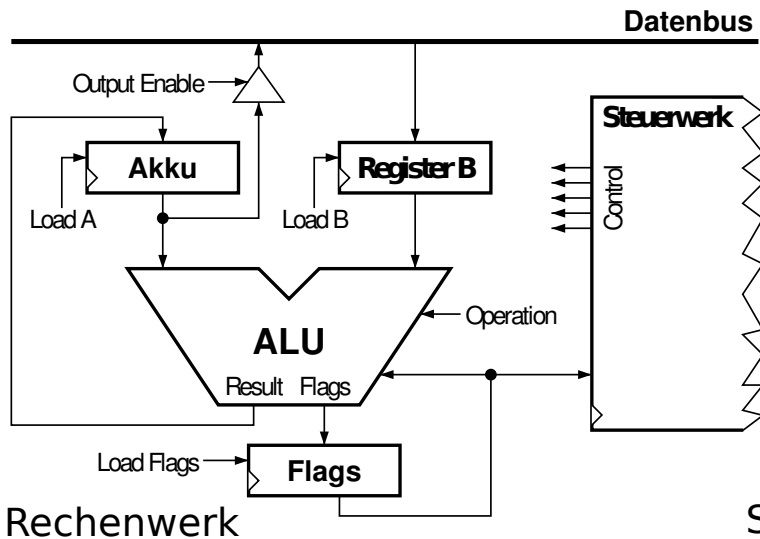 Datenbus
Output Enable
Steuerwerk
Akku
Register B
Control
Load A
Load B
Operation
ALU
Result Flags
Load Flags
Flags
Rechenwerk
S